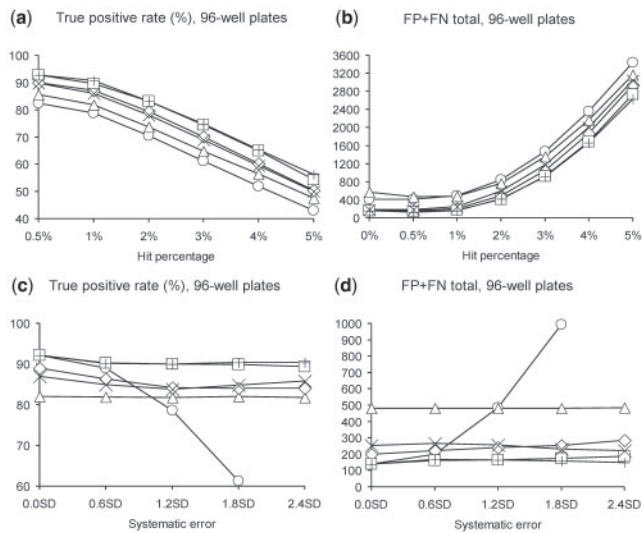 (a) True positive rate (%), 96-well plates
100
90
80
70
60
50
40
0.5% 1% 2% 3% 4% 5%
Hit percentage
(b) FP+FN total, 96-well plates
3600
3200
2800
2400
2000
1600
1200
800
400
0
0% 0.5% 1% 2% 3% 4% 5%
Hit percentage
(c) True positive rate (%), 96-well plates
100
90
80
70
60
0.0SD 0.6SD 1.2SD 1.8SD 2.4SD
Systematic error
(d) FP+FN total, 96-well plates
1000
900
800
700
600
500
400
300
200
100
0
0.0SD 0.6SD 1.2SD 1.8SD 2.4SD
Systematic error